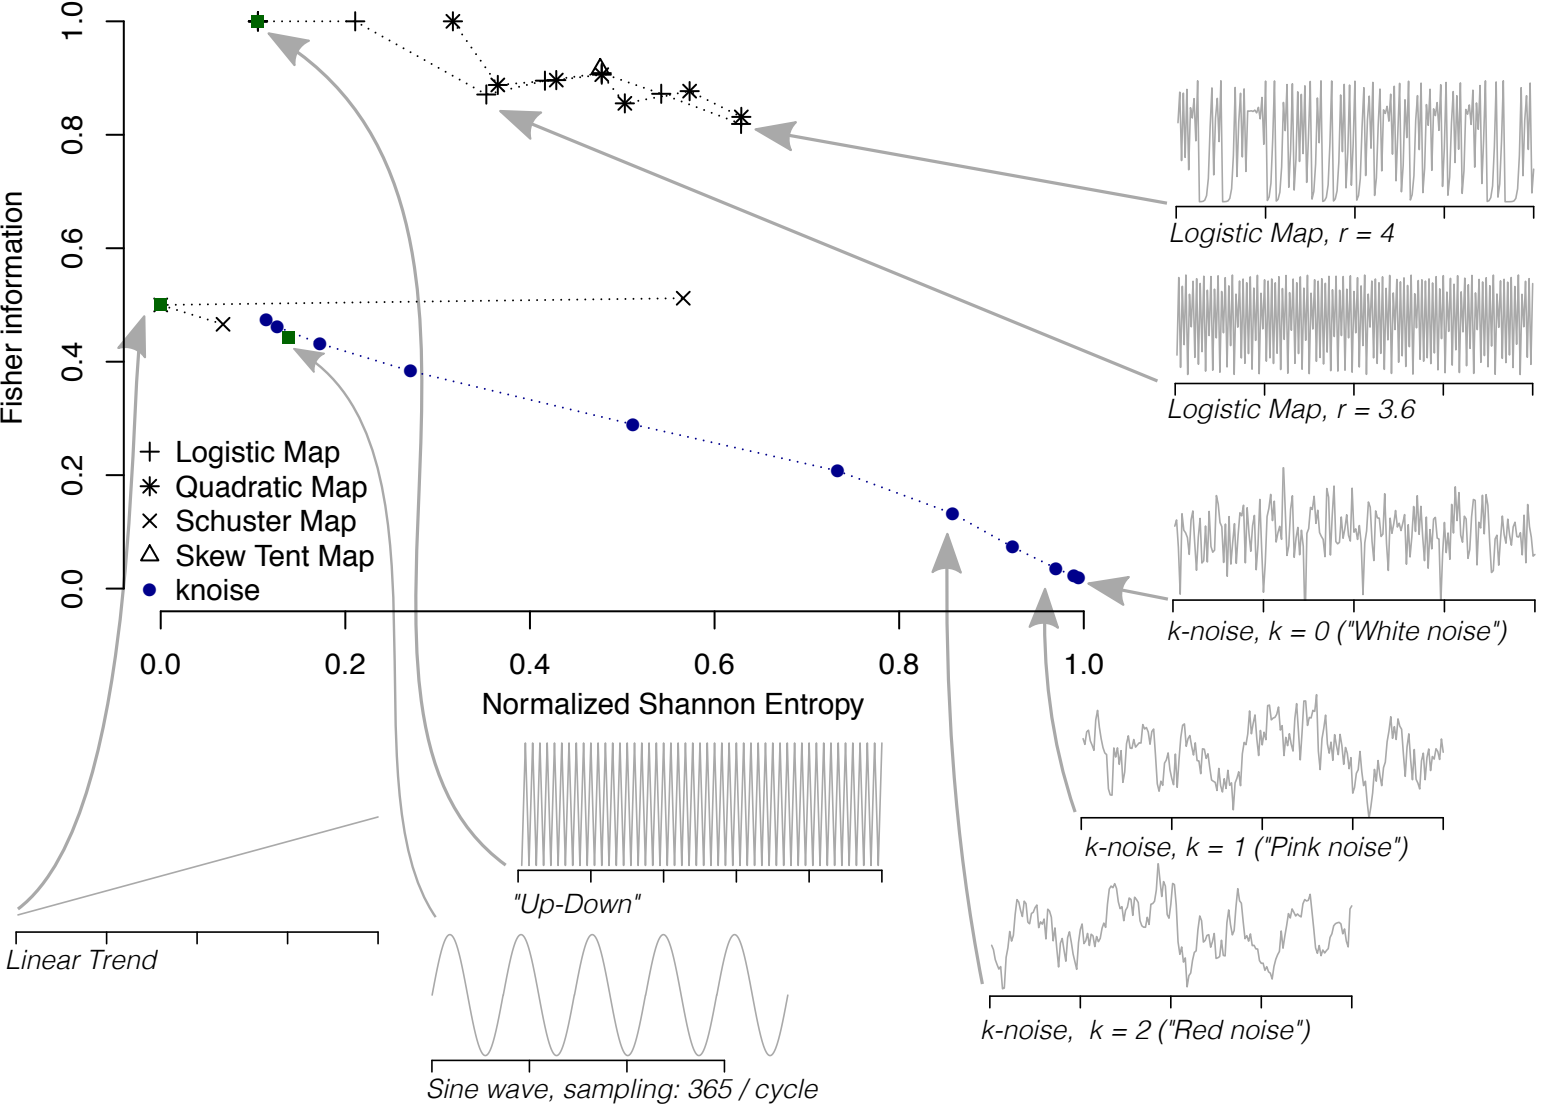 1.0
0.8
0.6
0.4
0.2
0.0
Fisher information
Logistic Map
Quadratic Map
Schuster Map
Skew Tent Map
knoise
0.0 0.2 0.4 0.6 0.8 1.0
Normalized Shannon Entropy
Logistic Map, r = 4
Logistic Map, r = 3.6
k-noise, k = 0 ("White noise")
k-noise, k = 1 ("Pink noise")
"Up-Down"
Linear Trend
k-noise, k = 2 ("Red noise")
Sine wave, sampling: 365 / cycle